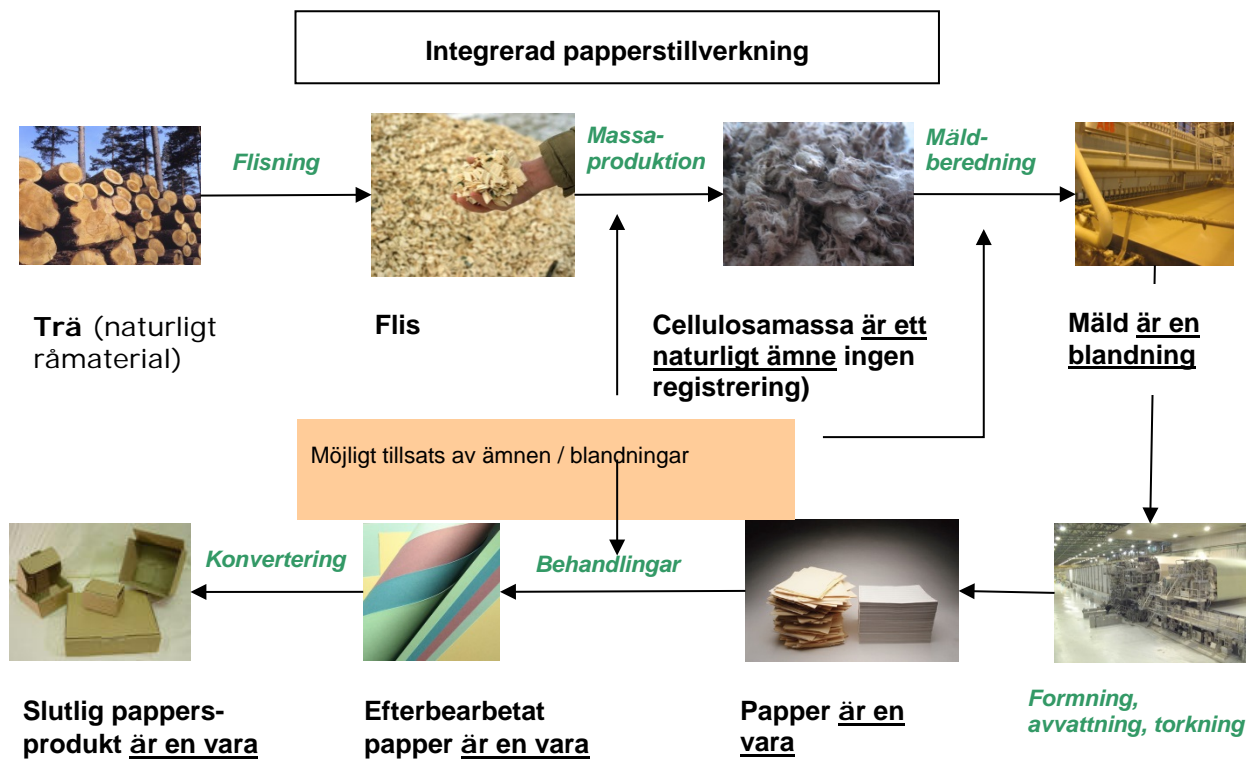 Integrerad papperstillverkning
Flisning
Massa-
produktion
Mäld-
beredning
Trä (naturligt
råmaterial)
Flis
Cellulosamassa är ett
naturligt ämne ingen
registrering)
Mäld är en
blandning
Möjligt tillsats av ämnen / blandningar
Konvertering
Behandlingar
Slutlig pappers-
produkt är en vara
Efterbearbetat
papper är en vara
Papper är en
vara
Formning,
avvattning, torkning